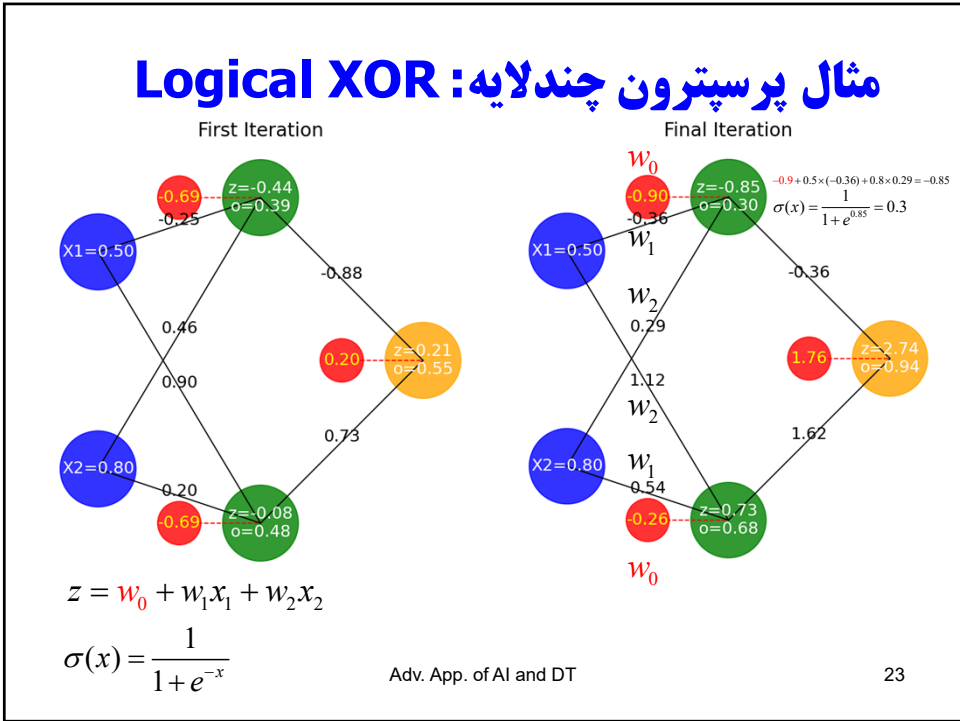 مثال پرسپترون چندلایه: Logical XOR
First Iteration
-0.69
z=-0.44
o=0.39
-0.25
X1=0.50
-0.88
0.46
0.20
z=0.21
o=0.55
0.90
0.73
X2=0.80
0.20
-0.69
z=-0.08
o=0.48
Final Iteration
w₀
-0.90
z=-0.85
o=0.30
−0.9+0.5×(−0.36)+0.8×0.29=−0.85
σ(x)=1/(1+e^0.85)=0.3
-0.36
X1=0.50
w₁
-0.36
w₂
0.29
1.76
z=2.74
o=0.94
1.12
w₂
1.62
X2=0.80
w₁
0.54
-0.26
z=0.73
o=0.68
w₀
z = w₀ + w₁x₁ + w₂x₂
σ(x) = 1/(1+e^−x)
Adv. App. of AI and DT
23